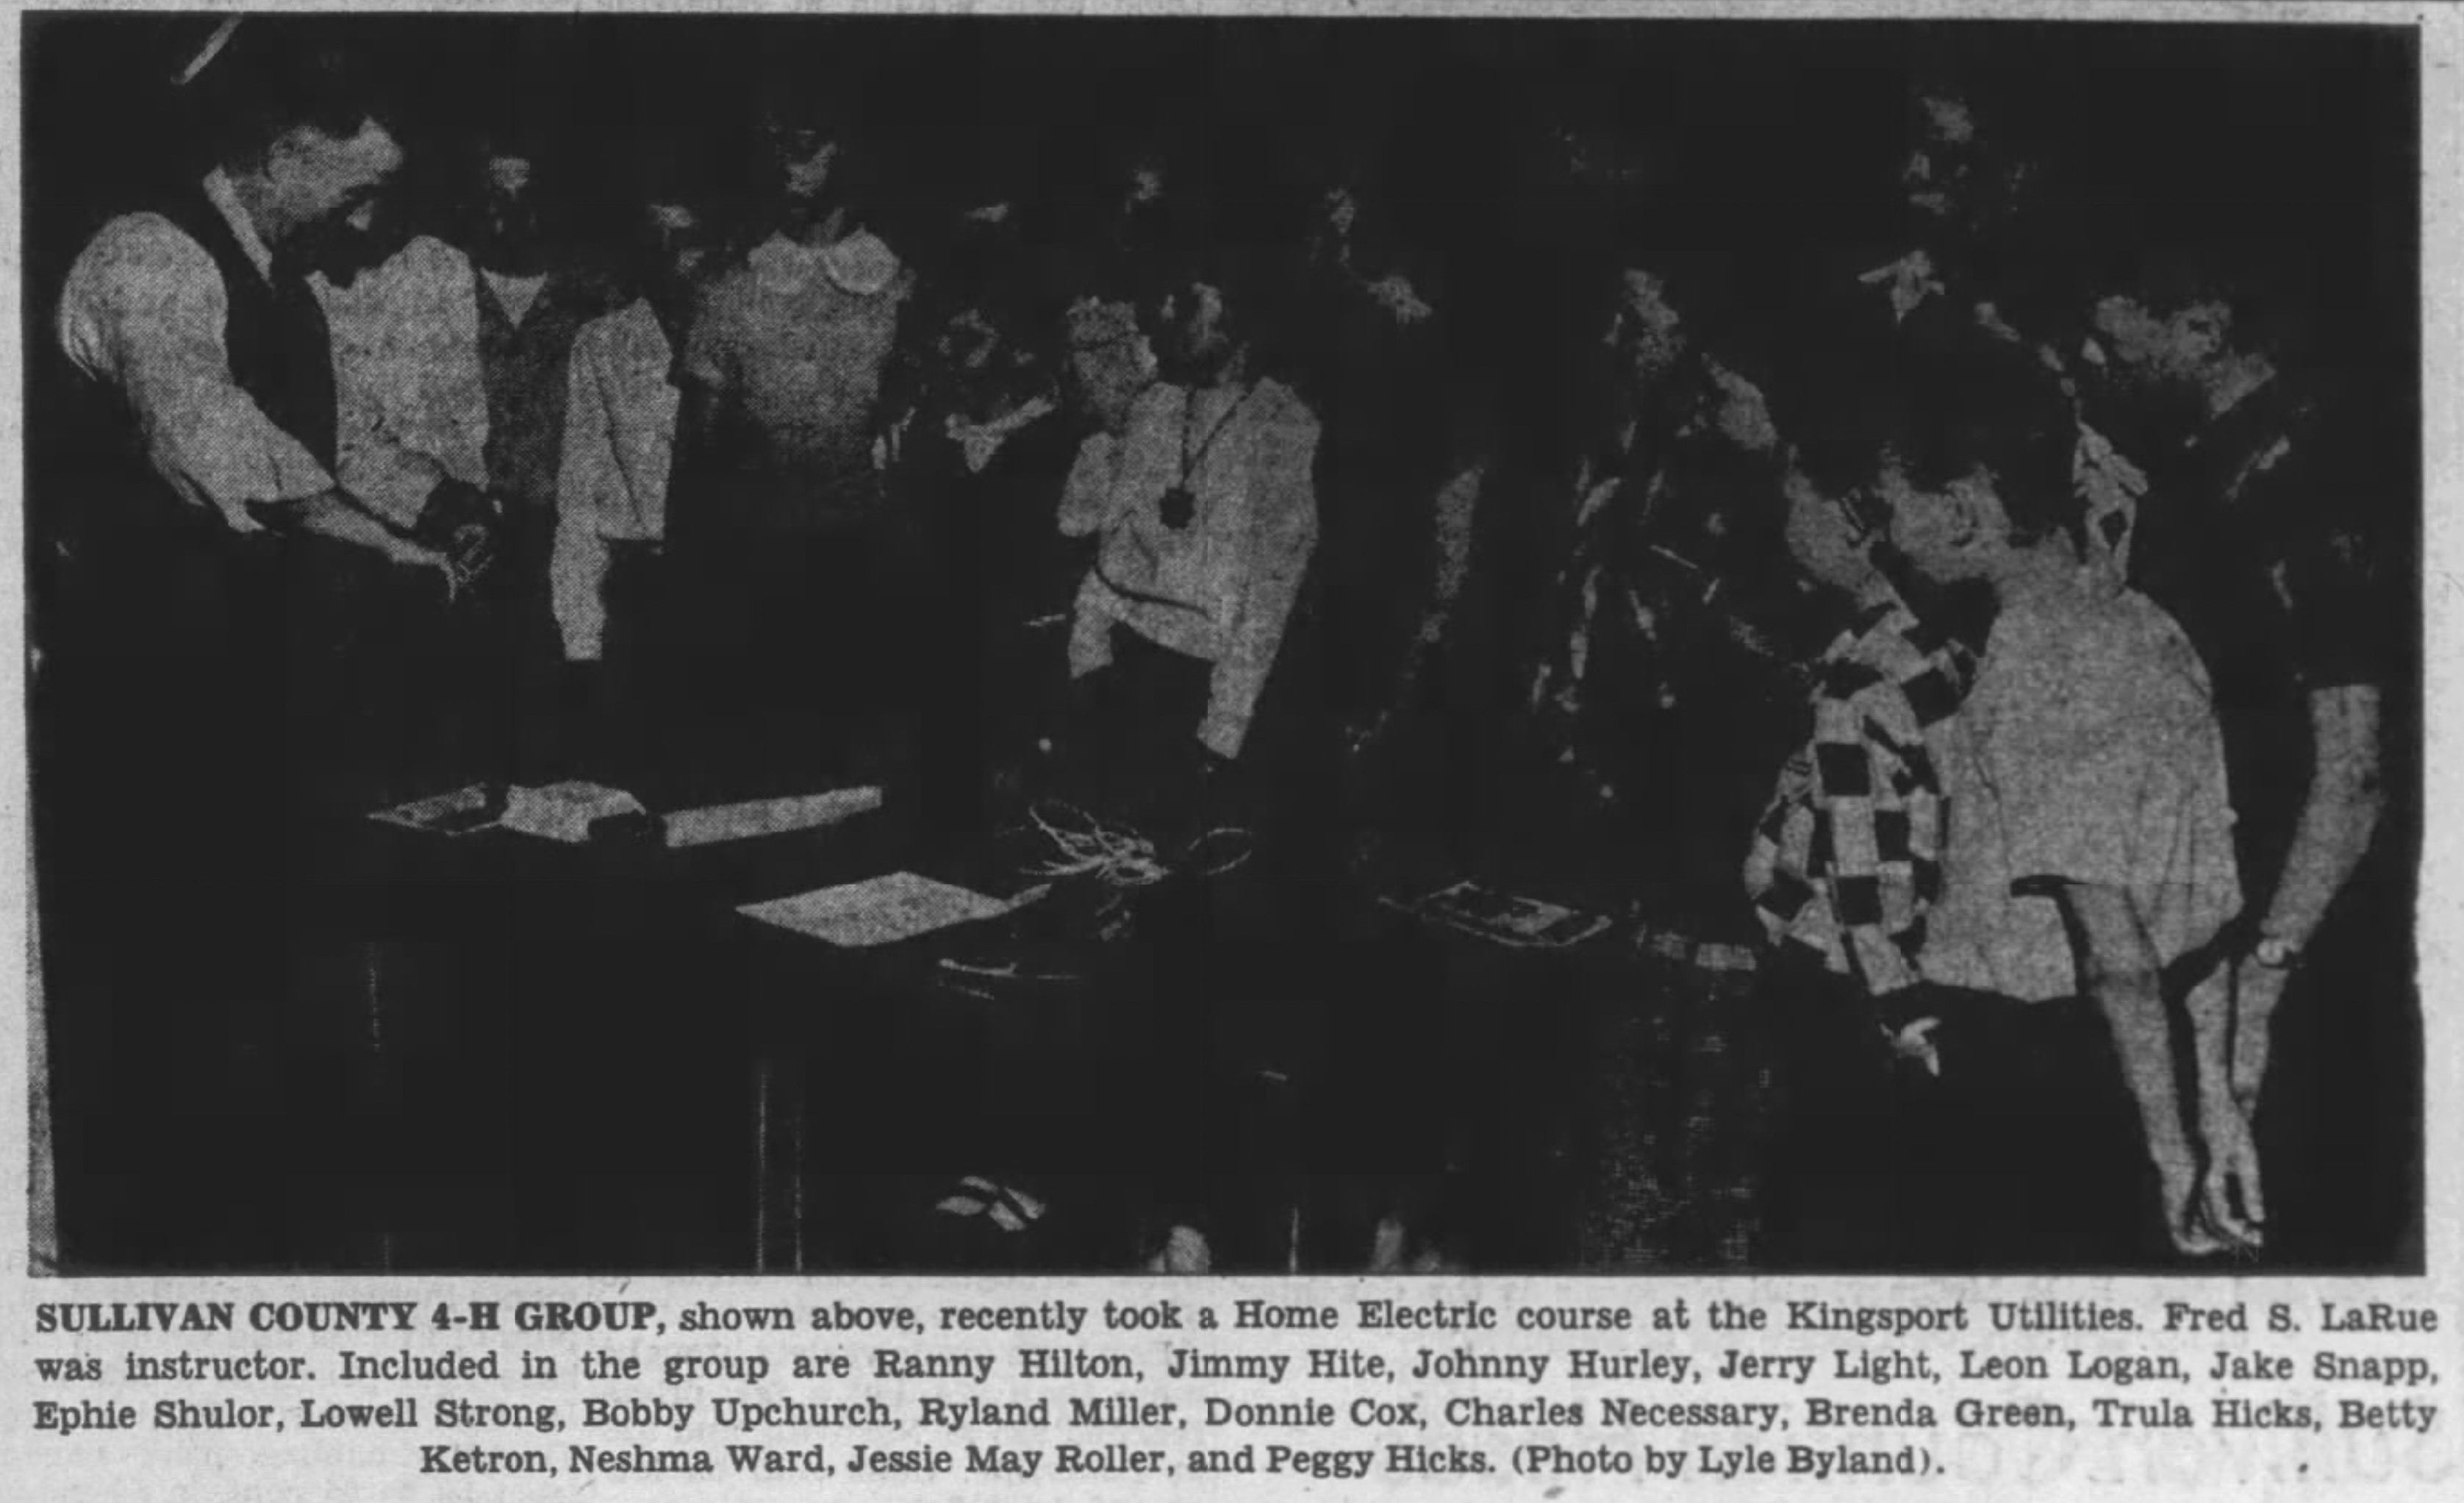 SULLIVAN COUNTY 4-H GROUP, shown above, recently took a Home Electric course at the Kingsport Utilities. Fred S. LaRue
was instructor. Included in the group are Ranny Hilton, Jimmy Hite, Johnny Hurley, Jerry Light, Leon Logan, Jake Snapp,
Ephie Shulor, Lowell Strong, Bobby Upchurch, Ryland Miller, Donnie Cox, Charles Necessary, Brenda Green, Trula Hicks, Betty
Ketron, Neshma Ward, Jessie May Roller, and Peggy Hicks. (Photo by Lyle Byland).